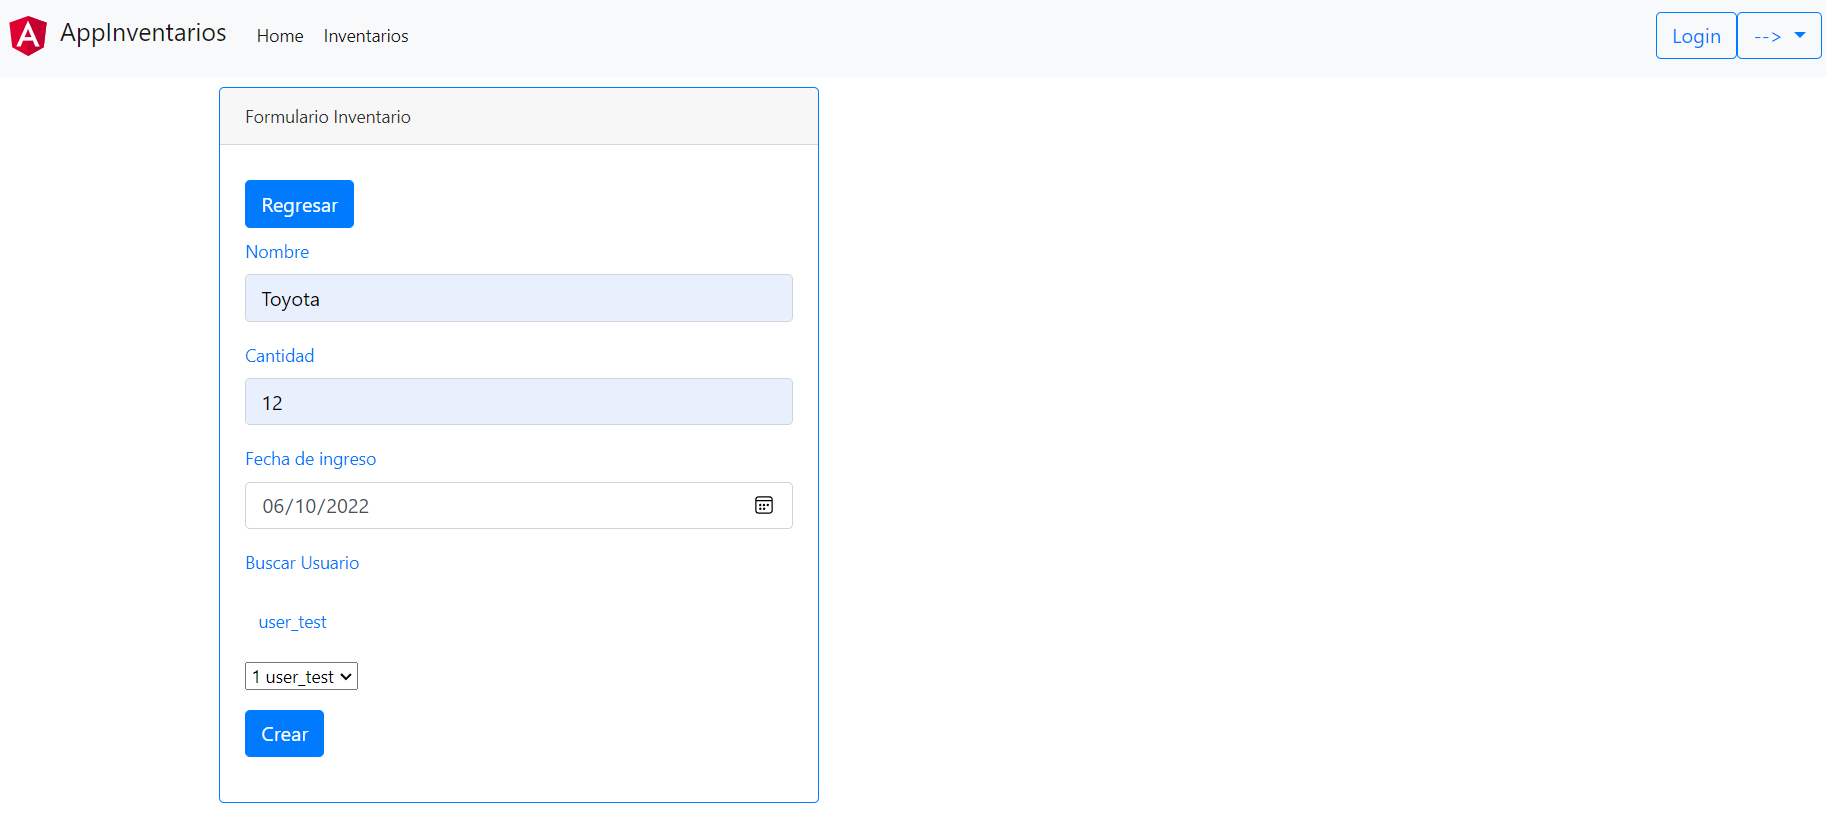 AppInventarios Home Inventarios Login -->
Formulario Inventario
Regresar
Nombre
Toyota
Cantidad
12
Fecha de ingreso
06/10/2022
Buscar Usuario
user_test
1 user_test
Crear